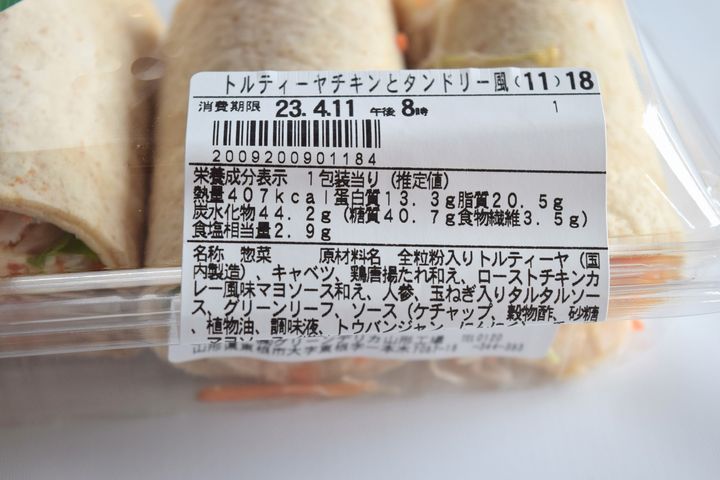 トルティーヤチキンとタンドリー風(11)18
消費期限 23.4.11 午後8時 1
2009200901184
栄養成分表示 1包装当り(推定値)
熱量407kcal蛋白質13.3g脂質20.5g
炭水化物44.2g(糖質40.7g食物繊維3.5g)
食塩相当量2.9g
名称 惣菜 原材料名 全粒粉入りトルティーヤ(国
内製造)、キャベツ、鶏唐揚たれ和え、ローストチキンカ
レー風味マヨソース和え、人参、玉ねぎ入りタルタルソー
ス、グリーンリーフ、ソース(ケチャップ、穀物酢、砂糖
、植物油、調味液、トウバンジャン、にんにく)